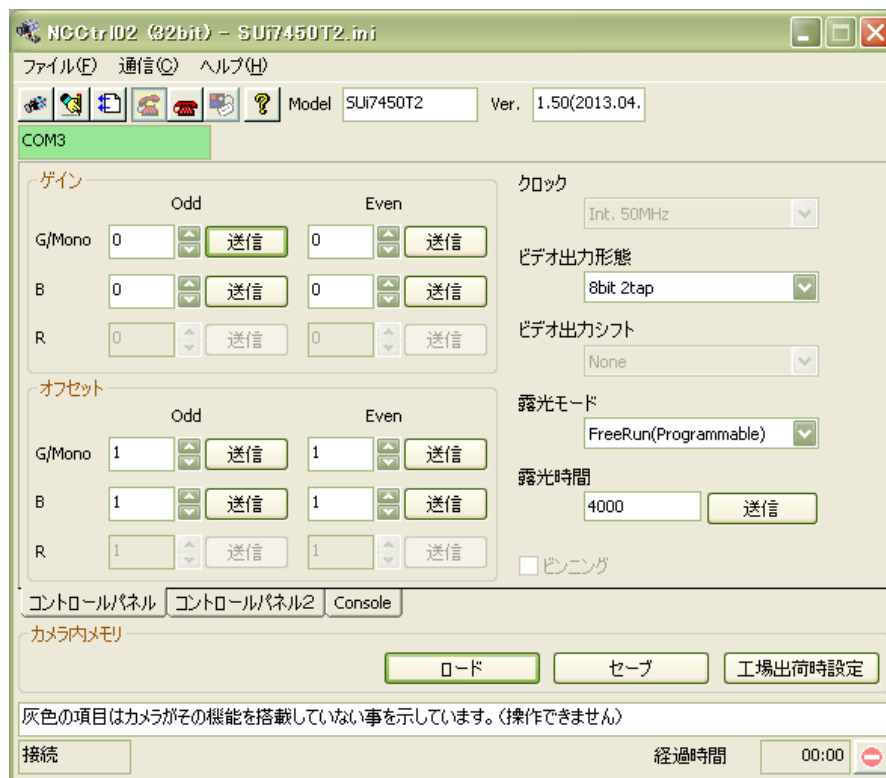 NCCtrl02 (32bit) - SUi7450T2.ini
ファイル(F) 通信(C) ヘルプ(H)
Model SUi7450T2 Ver. 1.50(2013.04.
COM3
ゲイン
Odd Even
G/Mono 0 送信 0 送信
B 0 送信 0 送信
R 0 送信 0 送信
オフセット
Odd Even
G/Mono 1 送信 1 送信
B 1 送信 1 送信
R 1 送信 1 送信
クロック
Int. 50MHz
ビデオ出力形態
8bit 2tap
ビデオ出力シフト
None
露光モード
FreeRun(Programmable)
露光時間
4000 送信
ビンニング
コントロールパネル コントロールパネル2 Console
カメラ内メモリ
ロード セーブ 工場出荷時設定
灰色の項目はカメラがその機能を搭載していない事を示しています。(操作できません)
接続 経過時間 00:00